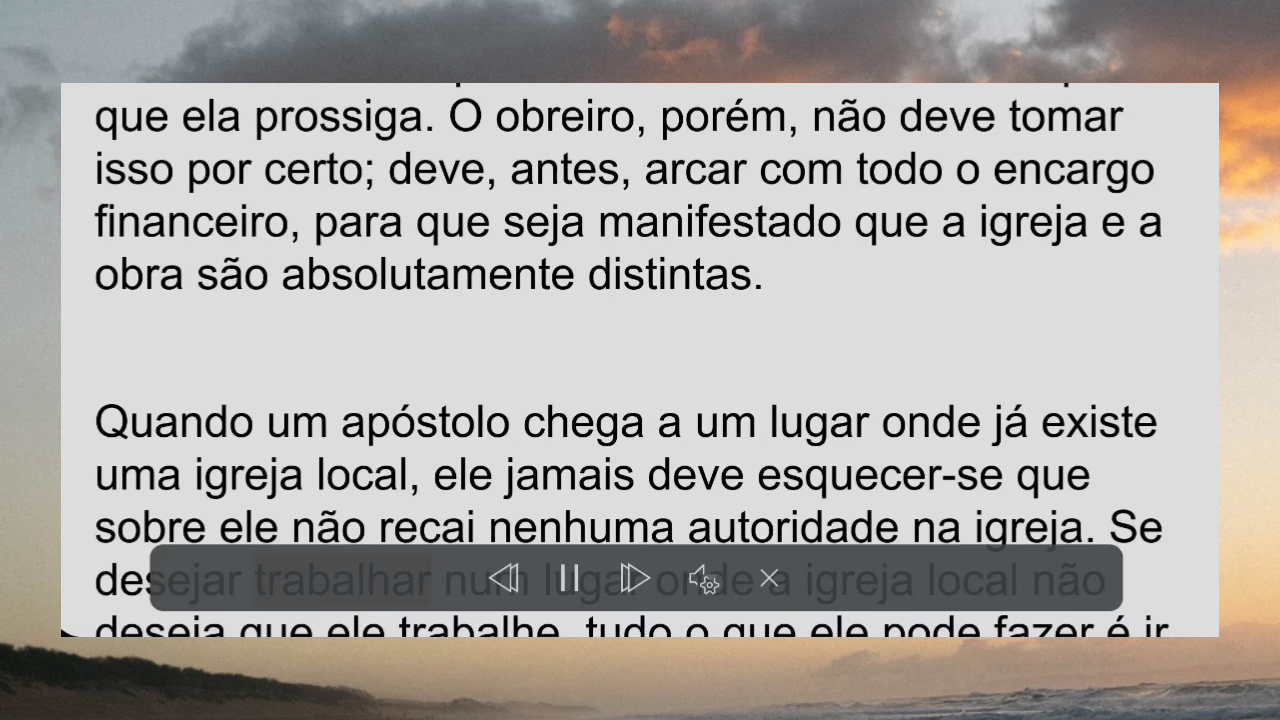 que ela prossiga. O obreiro, porém, não deve tomar
isso por certo; deve, antes, arcar com todo o encargo
financeiro, para que seja manifestado que a igreja e a
obra são absolutamente distintas.
Quando um apóstolo chega a um lugar onde já existe
uma igreja local, ele jamais deve esquecer-se que
sobre ele não recai nenhuma autoridade na igreja. Se
desejar trabalhar num lugar onde a igreja local não
deseja que ele trabalhe, tudo o que ele pode fazer é ir